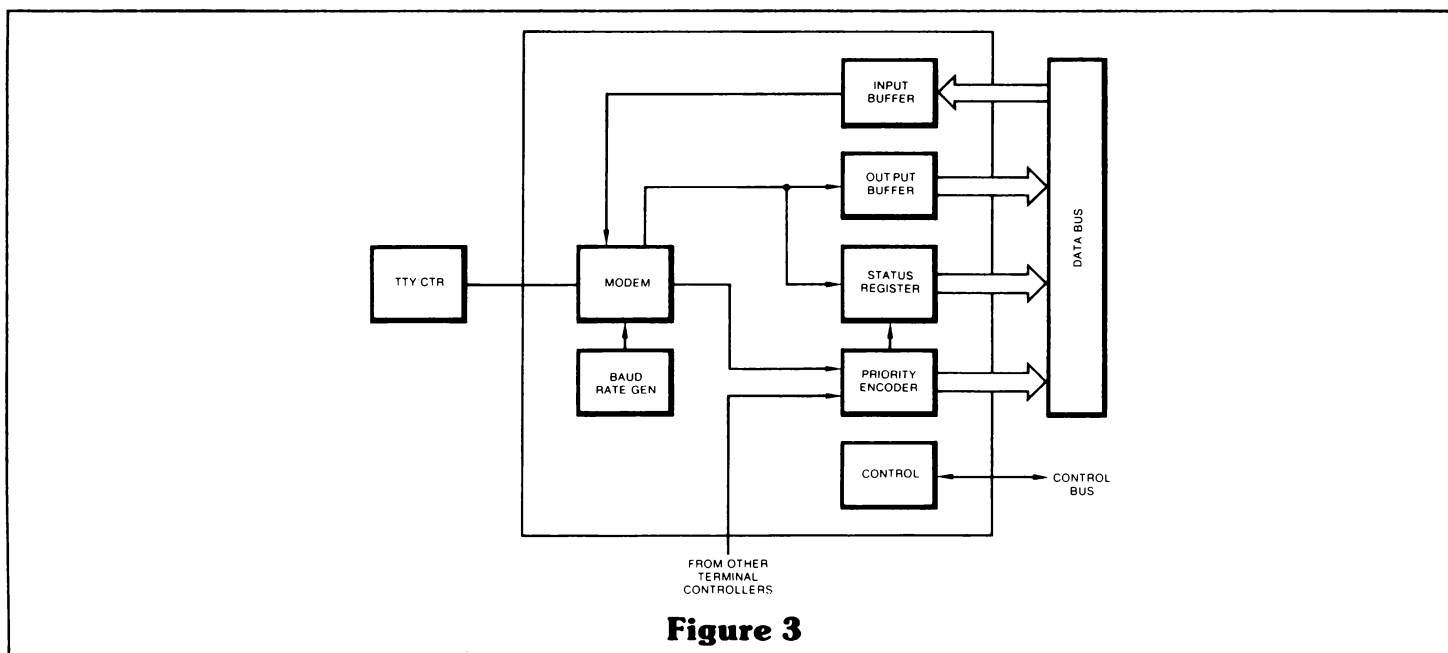 INPUT
BUFFER
OUTPUT
BUFFER
DATA BUS
TTY CTR
MODEM
STATUS
REGISTER
BAUD
RATE GEN
PRIORITY
ENCODER
CONTROL
CONTROL
BUS
FROM OTHER
TERMINAL
CONTROLLERS
Figure 3